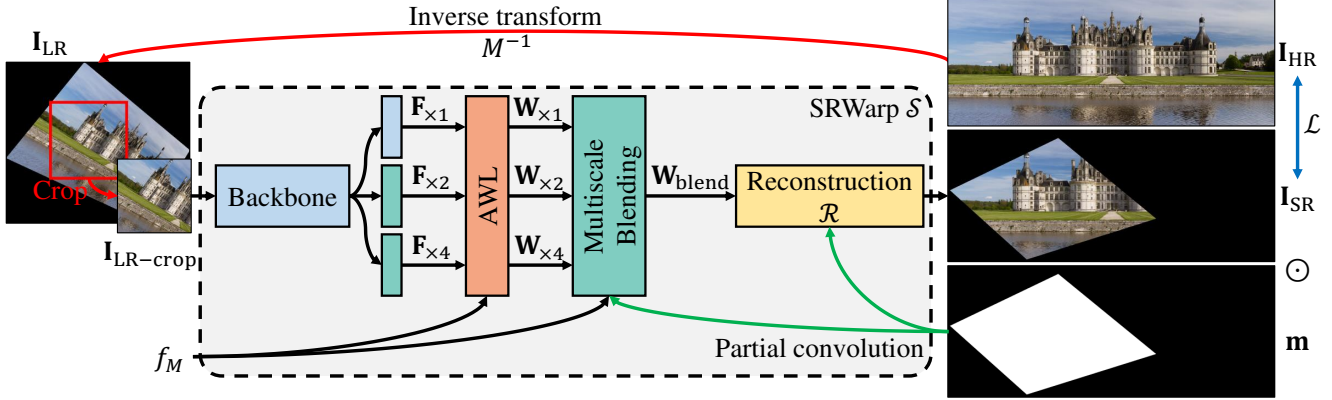 Inverse transform
M⁻¹
I_LR
Crop
I_LR−crop
SRWarp 𝒮
Backbone
F_×1
F_×2
F_×4
AWL
W_×1
W_×2
W_×4
Multiscale
Blending
W_blend
Reconstruction
ℛ
f_M
Partial convolution
I_HR
ℒ
I_SR
⊙
m